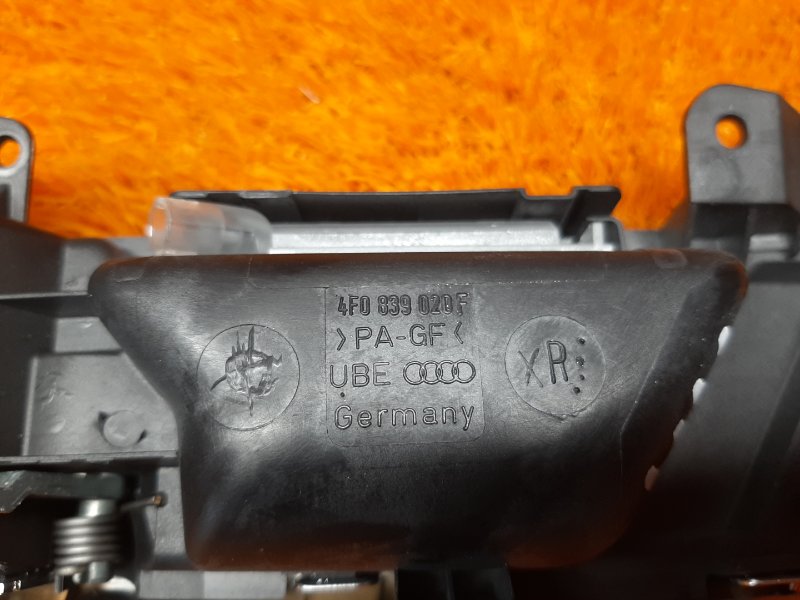 4F0 839 020F
>PA-GF<
UBE
Germany
XR